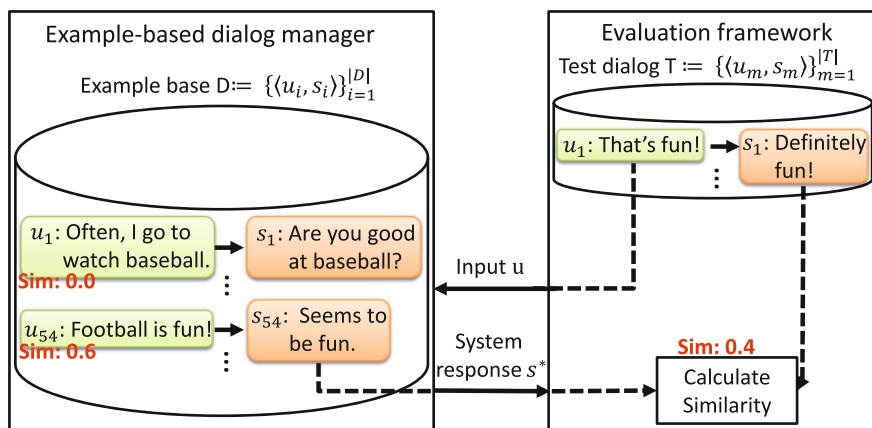 Example-based dialog manager
Example base D≔ {⟨u_i, s_i⟩}_{i=1}^{|D|}
u_1: Often, I go to
watch baseball.
Sim: 0.0
s_1: Are you good
at baseball?
⋮
u_54: Football is fun!
Sim: 0.6
s_54: Seems to
be fun.
⋮
Input u
System
response s*
Evaluation framework
Test dialog T ≔ {⟨u_m, s_m⟩}_{m=1}^{|T|}
u_1: That's fun!
s_1: Definitely
fun!
⋮
Sim: 0.4
Calculate
Similarity